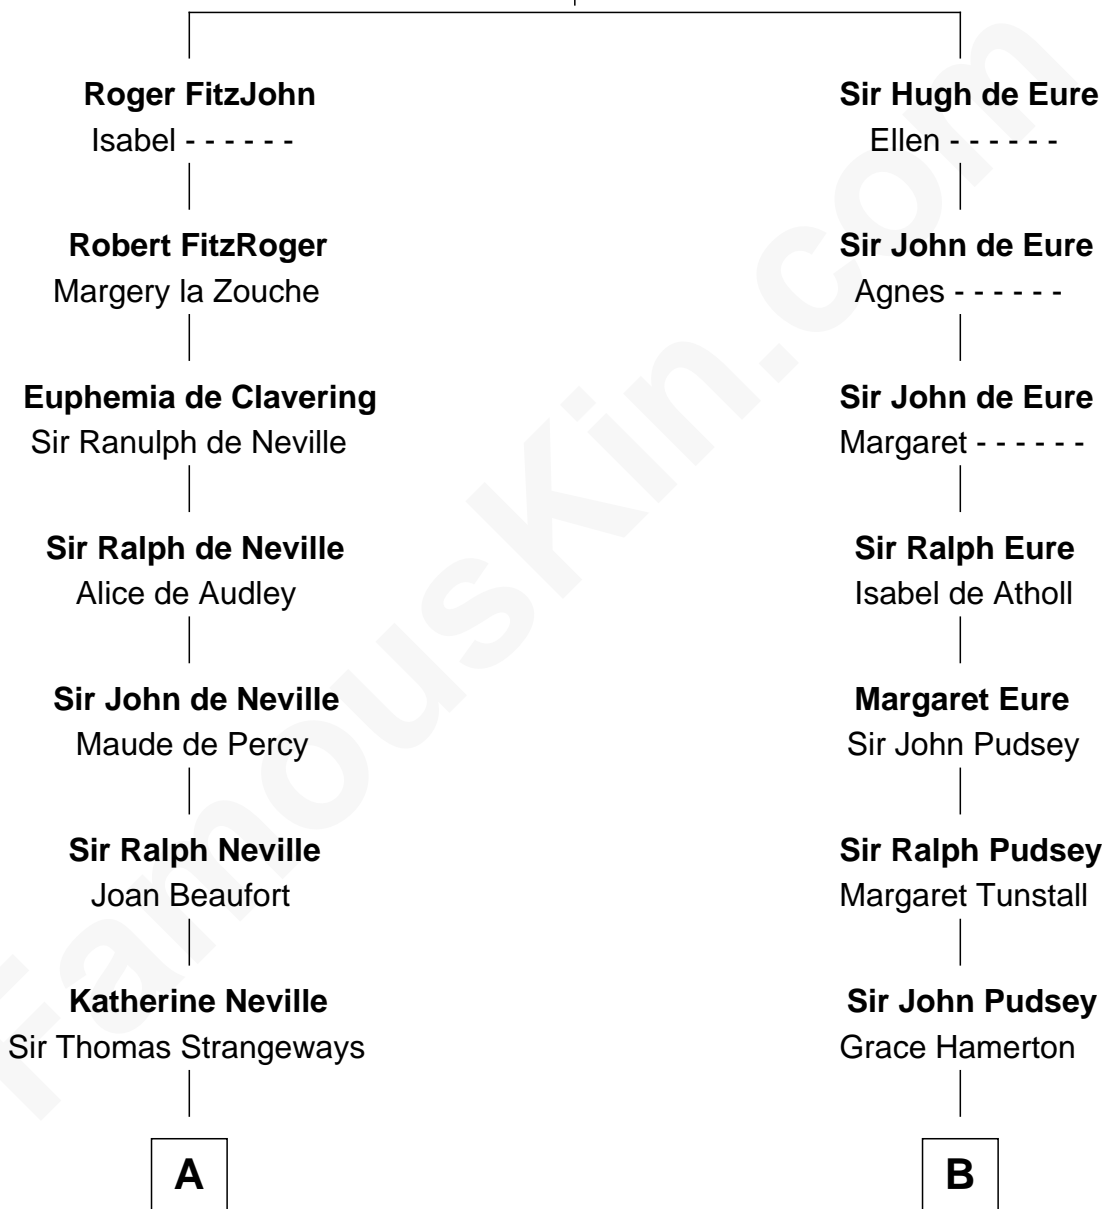 Roger FitzJohn
Isabel - - - - - -
Robert FitzRoger
Margery la Zouche
Euphemia de Clavering
Sir Ranulph de Neville
Sir Ralph de Neville
Alice de Audley
Sir John de Neville
Maude de Percy
Sir Ralph Neville
Joan Beaufort
Katherine Neville
Sir Thomas Strangeways
A
Sir Hugh de Eure
Ellen - - - - - -
Sir John de Eure
Agnes - - - - - -
Sir John de Eure
Margaret - - - - - -
Sir Ralph Eure
Isabel de Atholl
Margaret Eure
Sir John Pudsey
Sir Ralph Pudsey
Margaret Tunstall
Sir John Pudsey
Grace Hamerton
B
FamousKin.com